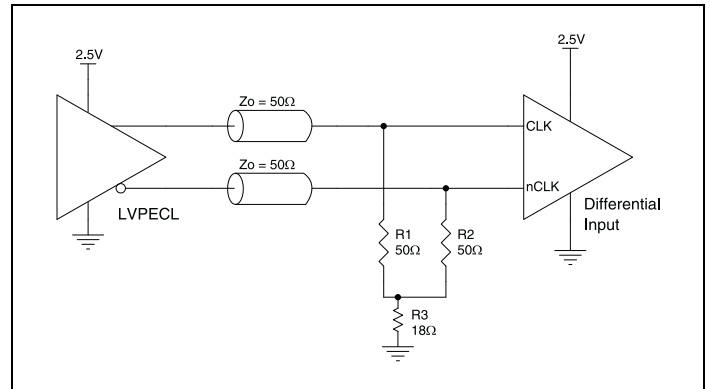 2.5V
2.5V
Zo = 50Ω
CLK
Zo = 50Ω
nCLK
LVPECL
Differential
Input
R1
50Ω
R2
50Ω
R3
18Ω